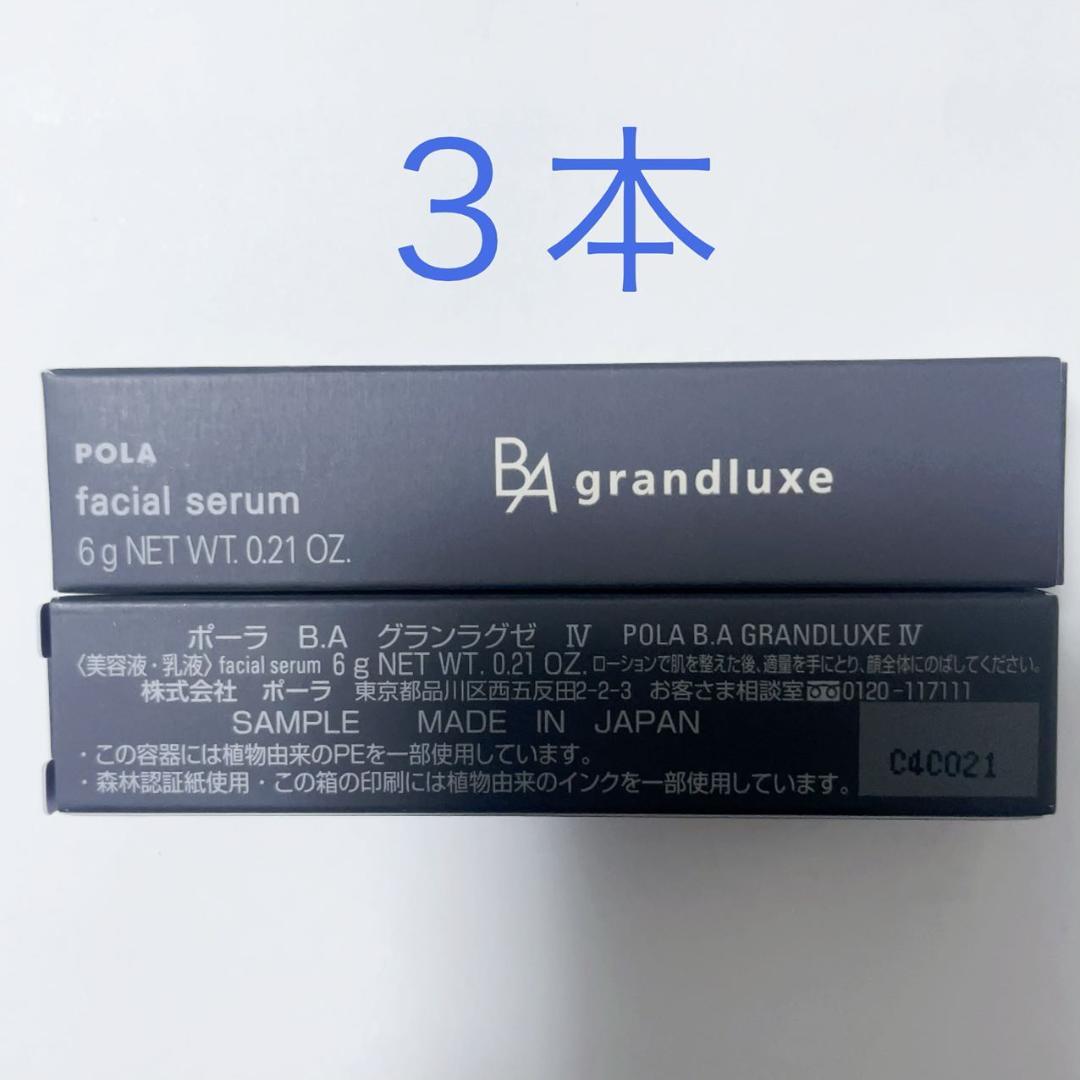 3本
POLA
facial serum
6 g NET WT. 0.21 OZ.
BA grandluxe
ポーラ B.A グランラグゼ Ⅳ POLA B.A GRANDLUXE Ⅳ
〈美容液・乳液〉facial serum 6 g NET WT. 0.21 OZ. ローションで肌を整えた後、適量を手にとり、顔全体にのばしてください。
株式会社 ポーラ 東京都品川区西五反田2-2-3 お客さま相談室 0120-117111
SAMPLE MADE IN JAPAN
・この容器には植物由来のPEを一部使用しています。
・森林認証紙使用・この箱の印刷には植物由来のインクを一部使用しています。
C4C021